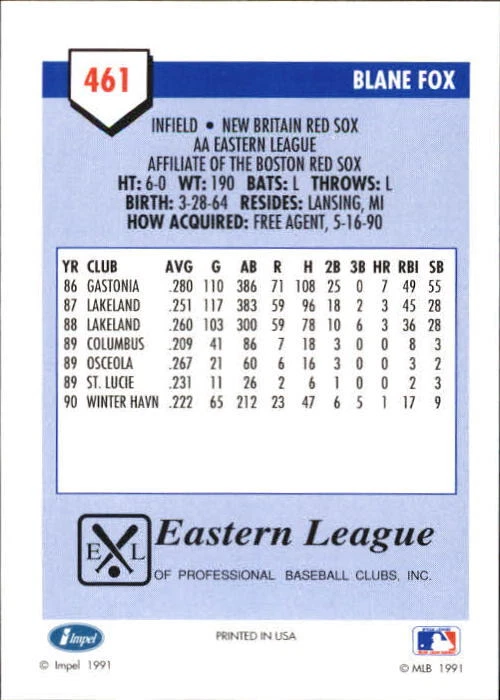 461
BLANE FOX
INFIELD • NEW BRITAIN RED SOX
AA EASTERN LEAGUE
AFFILIATE OF THE BOSTON RED SOX
HT: 6-0 WT: 190 BATS: L THROWS: L
BIRTH: 3-28-64 RESIDES: LANSING, MI
HOW ACQUIRED: FREE AGENT, 5-16-90
YR CLUB AVG G AB R H 2B 3B HR RBI SB
86 GASTONIA .280 110 386 71 108 25 0 7 49 55
87 LAKELAND .251 117 383 59 96 18 2 3 45 28
88 LAKELAND .260 103 300 59 78 10 6 3 36 28
89 COLUMBUS .209 41 86 7 18 3 0 0 8 3
89 OSCEOLA .267 21 60 6 16 3 0 0 3 2
89 ST. LUCIE .231 11 26 2 6 1 0 0 2 3
90 WINTER HAVN .222 65 212 23 47 6 5 1 17 9
E L
Eastern League
OF PROFESSIONAL BASEBALL CLUBS, INC.
Impel
PRINTED IN USA
© Impel 1991
© MLB 1991